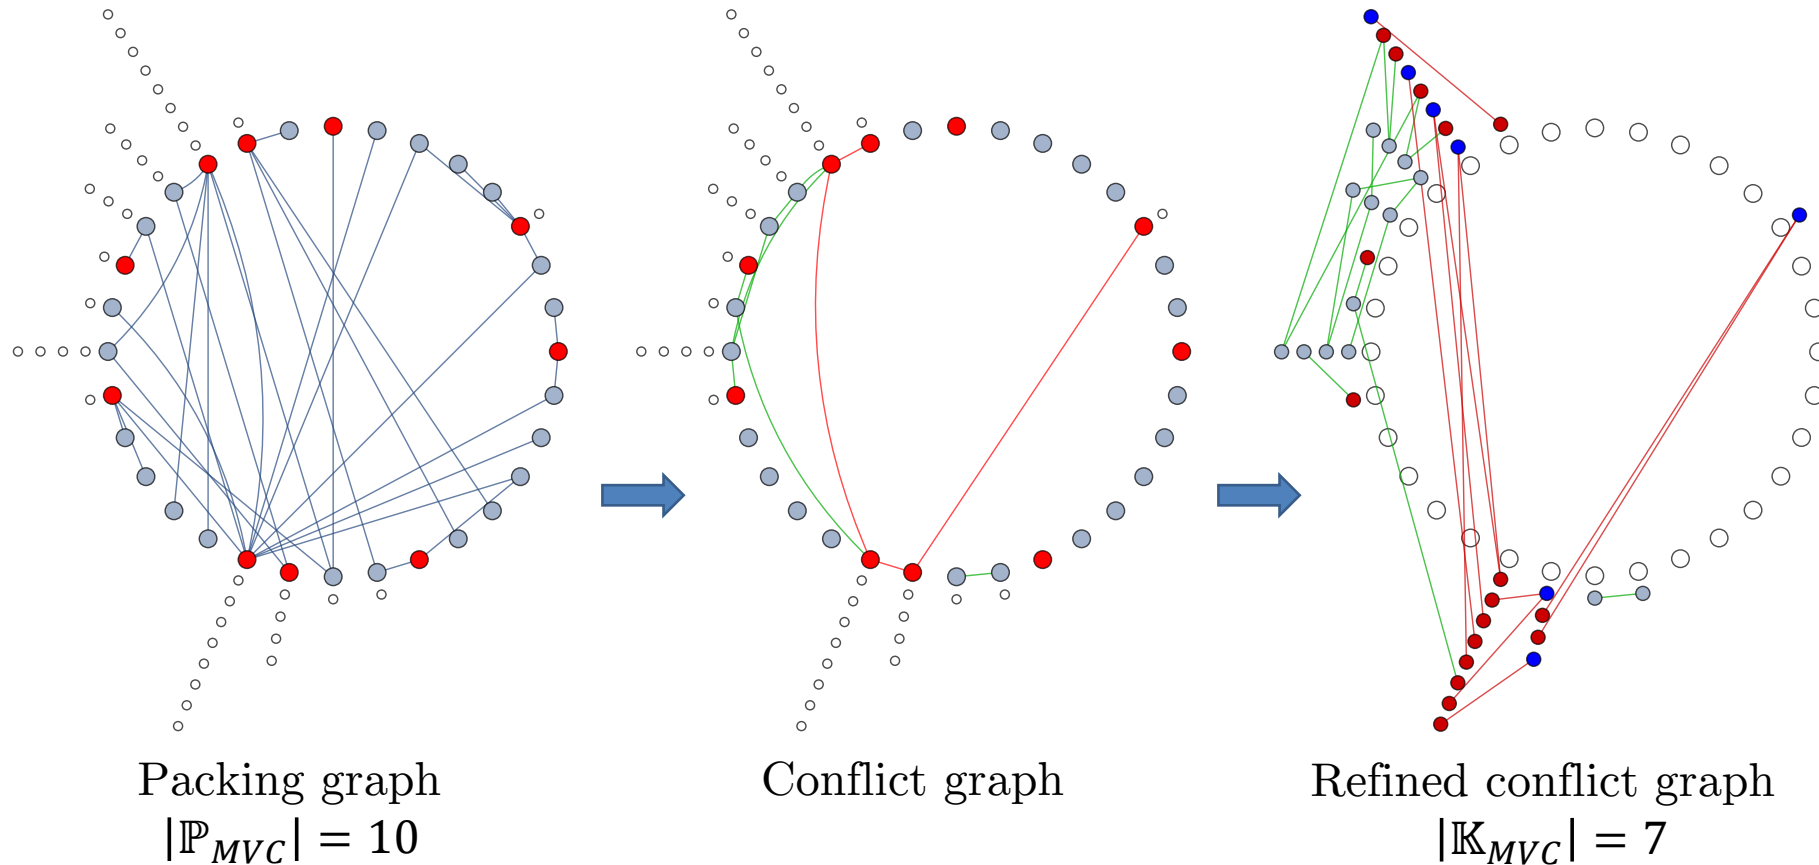 Packing graph
|ℙ_{MVC}| = 10
Conflict graph
Refined conflict graph
|𝕂_{MVC}| = 7